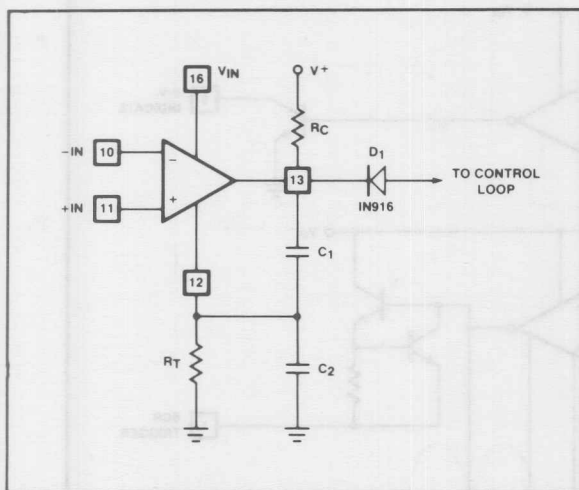 16 VIN
V+
RC
-IN 10 −
+IN 11 +
13
D1
IN916
TO CONTROL
LOOP
C1
12
RT
C2